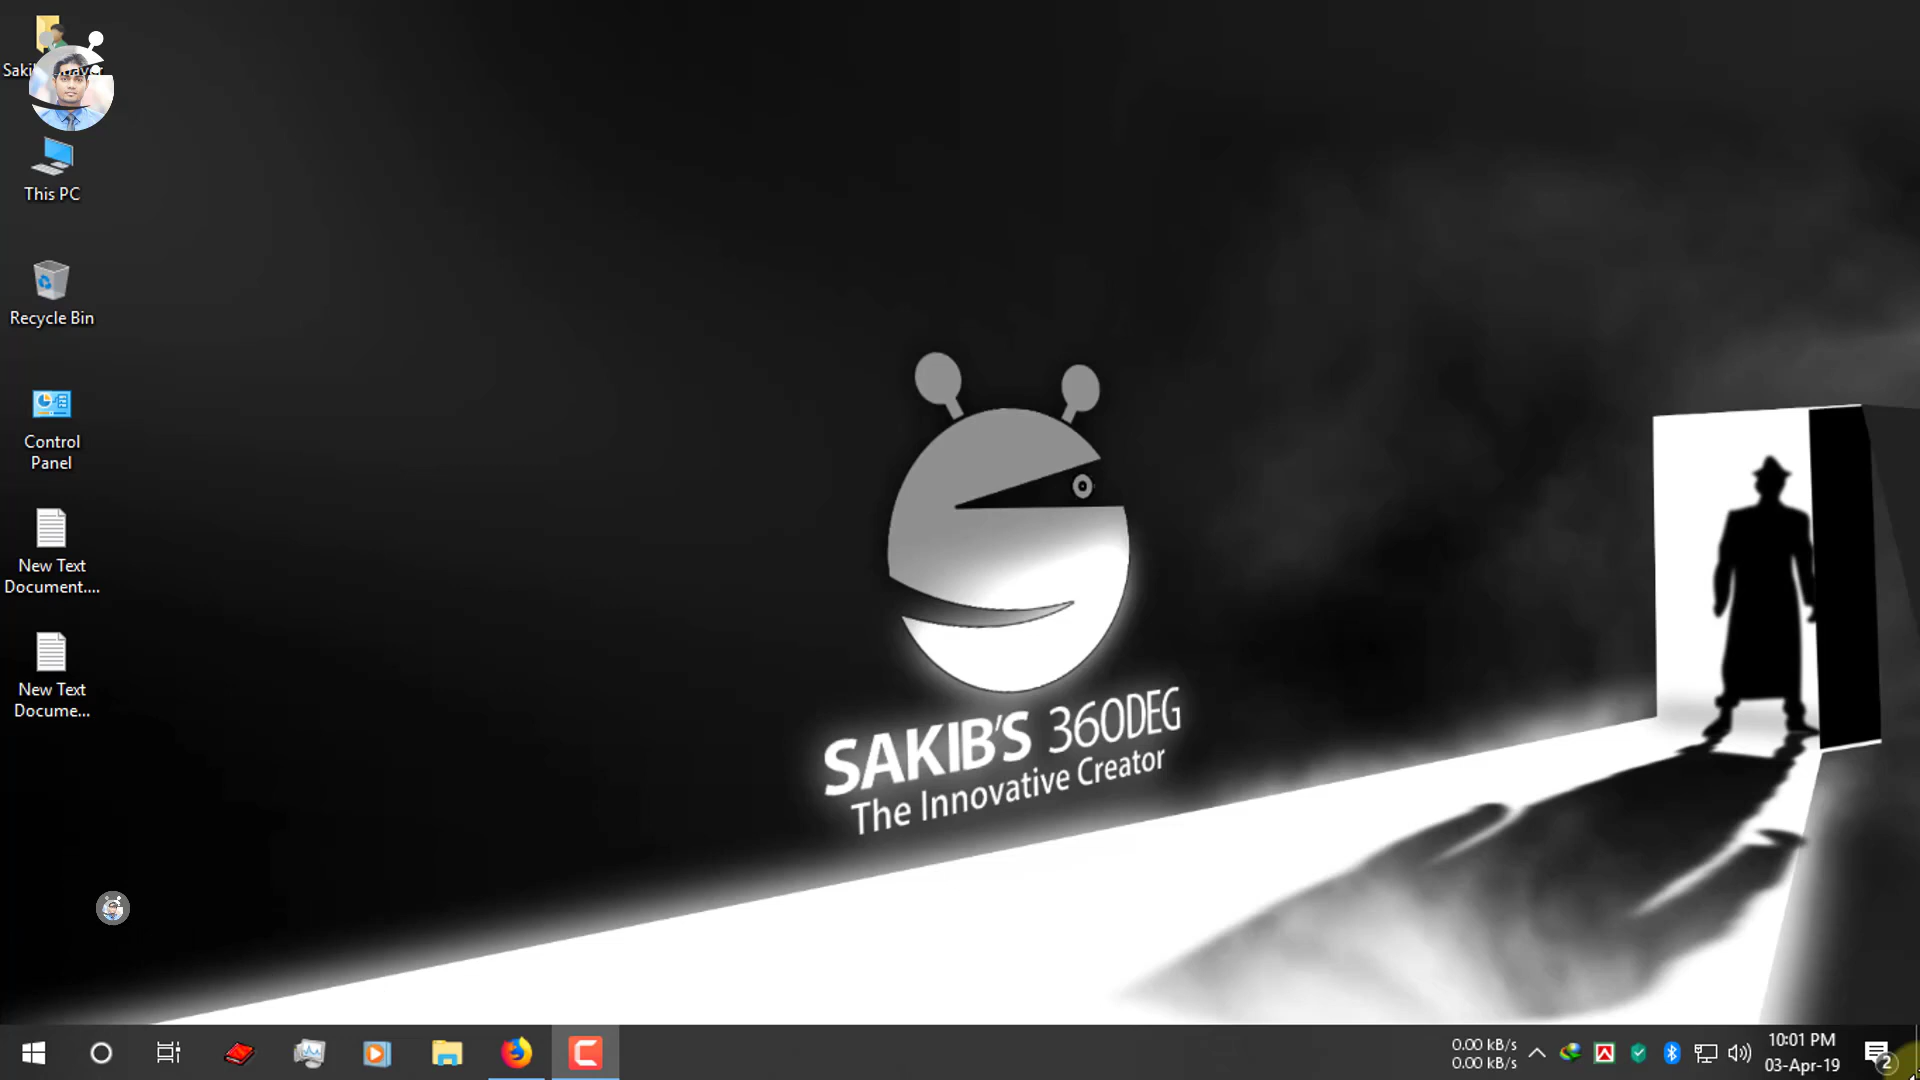 This PC
Recycle Bin
Control
Panel
New Text
Document....
New Text
Docume...
SAKIB'S 360DEG
The Innovative Creator
0.00 kB/s
0.00 kB/s
10:01 PM
03-Apr-19
2